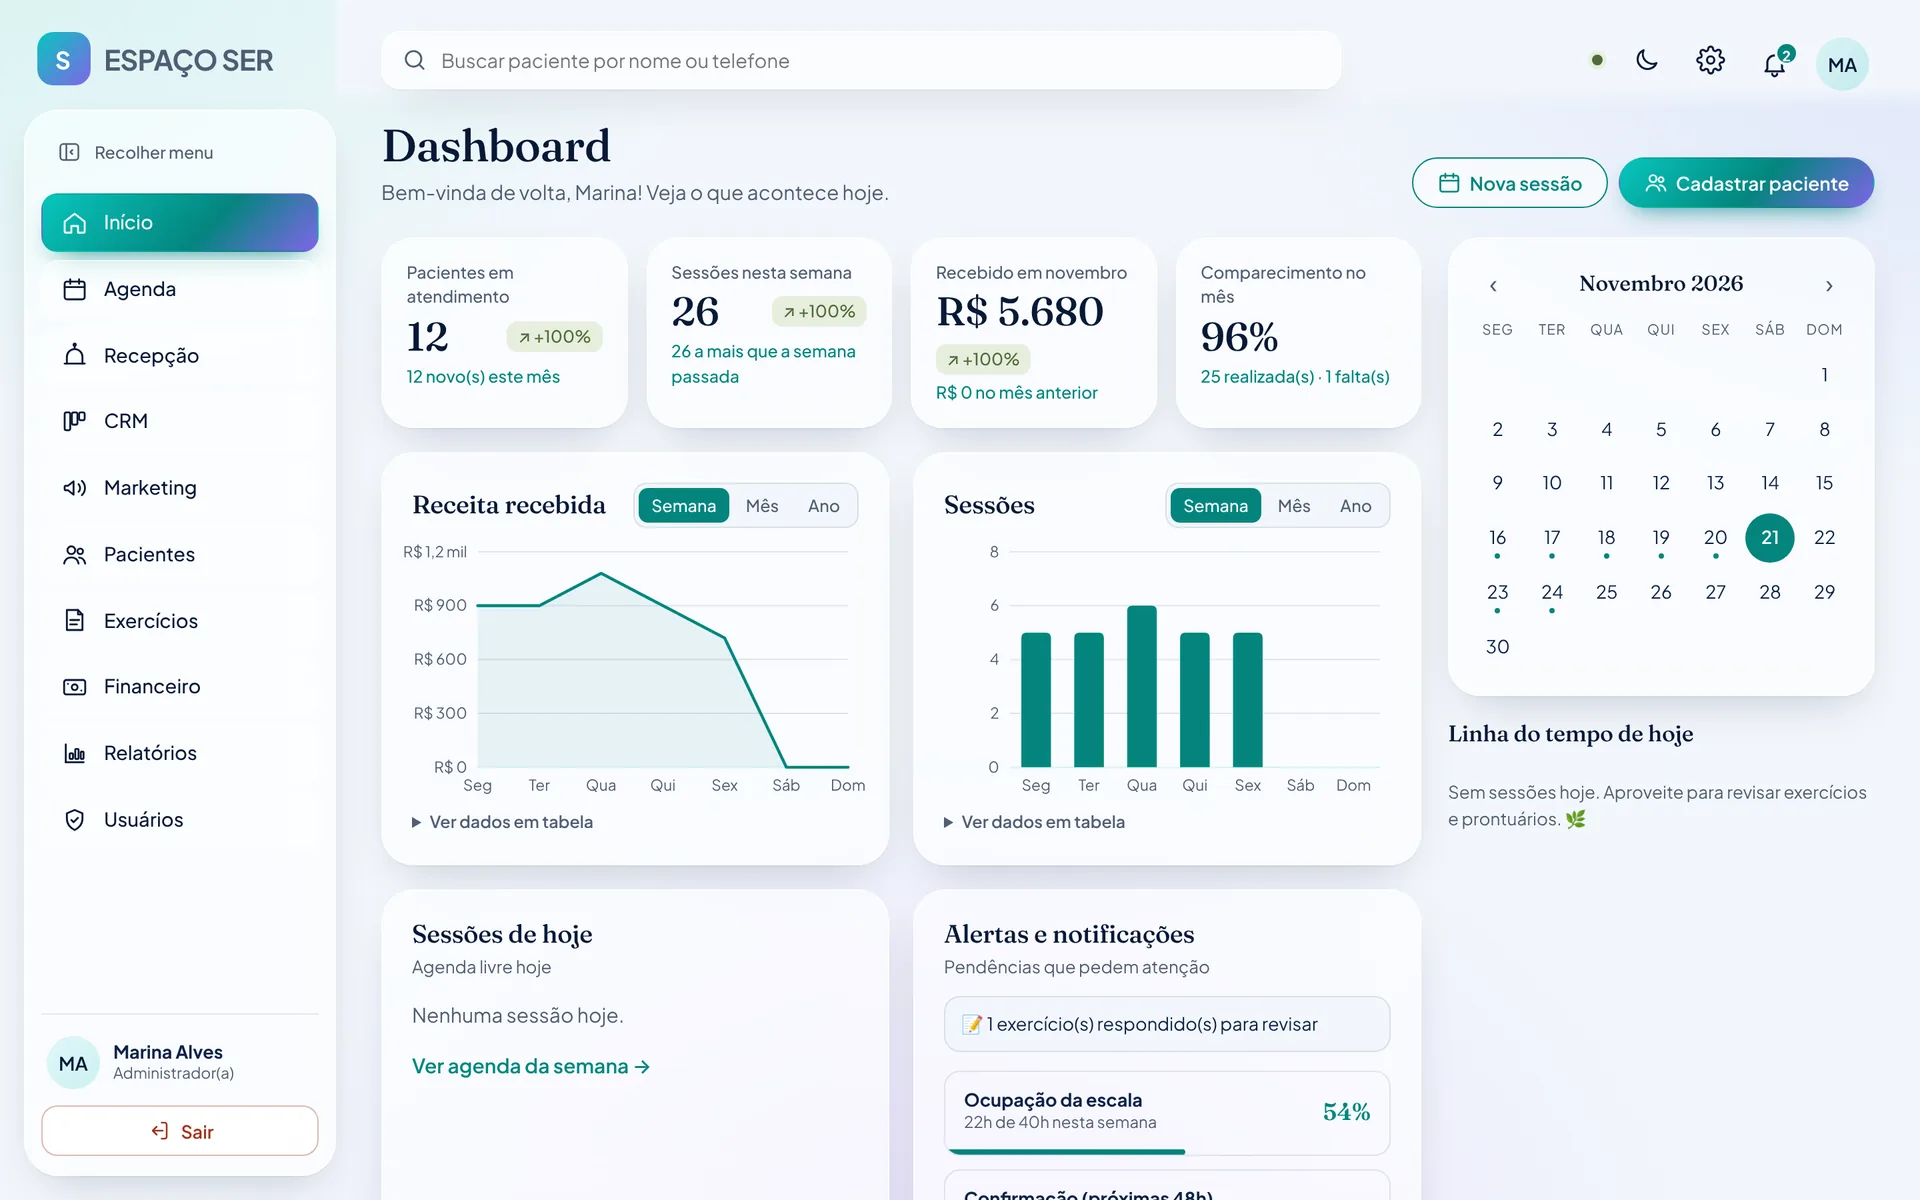 S ESPAÇO SER
Buscar paciente por nome ou telefone
2
MA
Recolher menu
Início
Agenda
Recepção
CRM
Marketing
Pacientes
Exercícios
Financeiro
Relatórios
Usuários
MA
Marina Alves
Administrador(a)
Sair
Dashboard
Bem-vinda de volta, Marina! Veja o que acontece hoje.
Nova sessão
Cadastrar paciente
Pacientes em
atendimento
12
+100%
12 novo(s) este mês
Sessões nesta semana
26
+100%
26 a mais que a semana
passada
Recebido em novembro
R$ 5.680
+100%
R$ 0 no mês anterior
Comparecimento no
mês
96%
25 realizada(s) · 1 falta(s)
Receita recebida
Semana Mês Ano
R$ 1,2 mil
R$ 900
R$ 600
R$ 300
R$ 0
Seg Ter Qua Qui Sex Sáb Dom
Ver dados em tabela
Sessões
Semana Mês Ano
8
6
4
2
0
Seg Ter Qua Qui Sex Sáb Dom
Ver dados em tabela
Sessões de hoje
Agenda livre hoje
Nenhuma sessão hoje.
Ver agenda da semana →
Alertas e notificações
Pendências que pedem atenção
📝 1 exercício(s) respondido(s) para revisar
Ocupação da escala
22h de 40h nesta semana
54%
Confirmação (próximas 48h)
‹ Novembro 2026 ›
SEG TER QUA QUI SEX SÁB DOM
1
2 3 4 5 6 7 8
9 10 11 12 13 14 15
16 17 18 19 20 21 22
23 24 25 26 27 28 29
30
Linha do tempo de hoje
Sem sessões hoje. Aproveite para revisar exercícios
e prontuários. 🌿